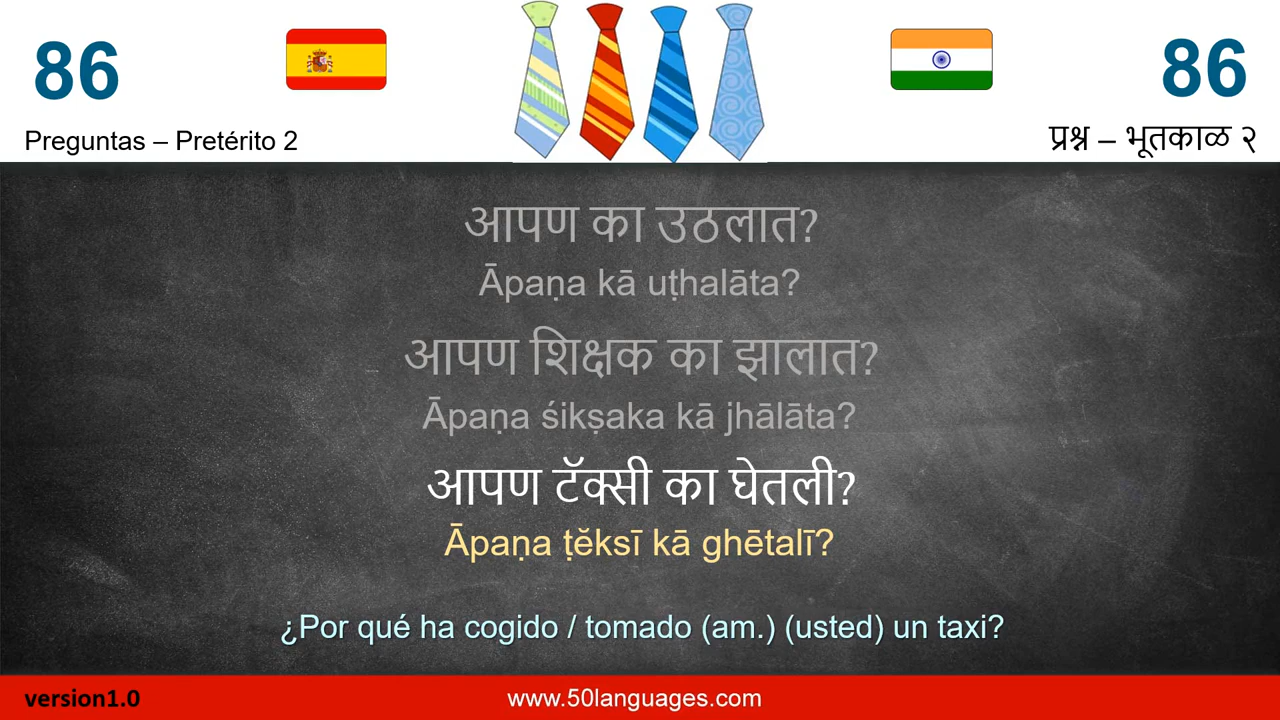 86
86
Preguntas – Pretérito 2
प्रश्न – भूतकाळ २
आपण का उठलात?
Āpaṇa kā uṭhalāta?
आपण शिक्षक का झालात?
Āpaṇa śikṣaka kā jhālāta?
आपण टॅक्सी का घेतली?
Āpaṇa ṭĕksī kā ghētalī?
¿Por qué ha cogido / tomado (am.) (usted) un taxi?
version1.0
www.50languages.com